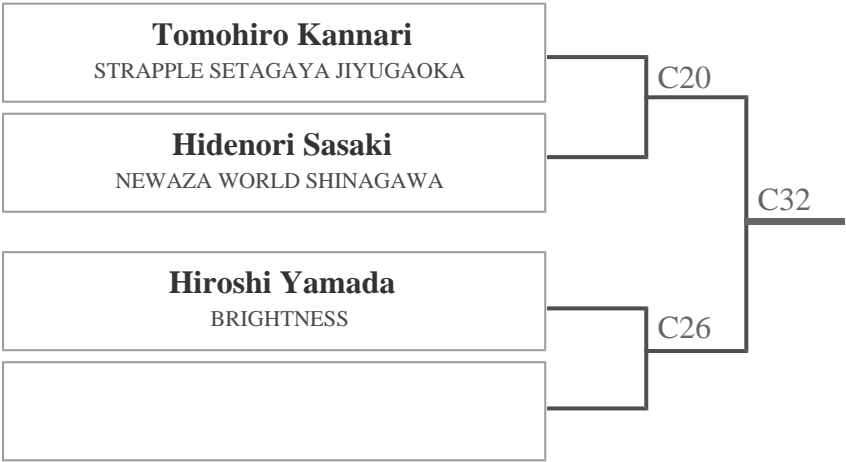 Tomohiro Kannari
STRAPPLE SETAGAYA JIYUGAOKA
C20
Hidenori Sasaki
NEWAZA WORLD SHINAGAWA
C32
Hiroshi Yamada
BRIGHTNESS
C26